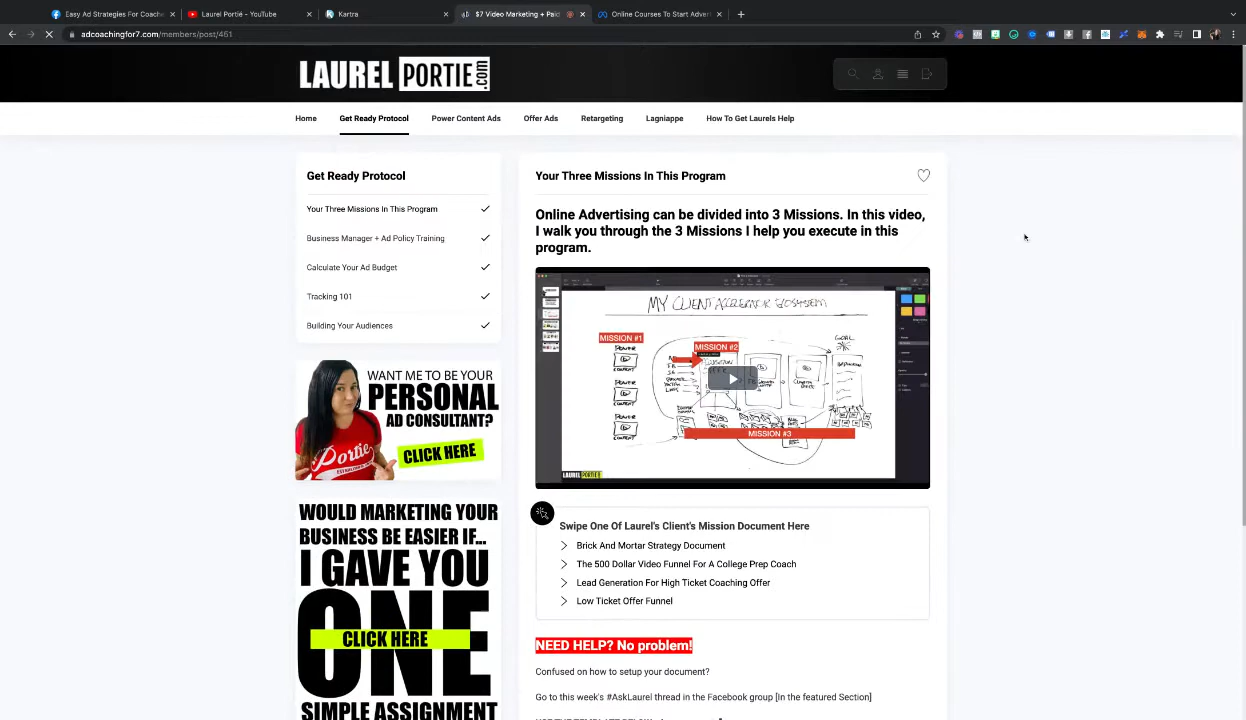 Easy Ad Strategies For Coache
Laurel Portié - YouTube
Kartra
$7 Video Marketing + Paid
Online Courses To Start Advert
adcoachingfor7.com/members/post/461
LAUREL PORTIE.com
Home
Get Ready Protocol
Power Content Ads
Offer Ads
Retargeting
Lagniappe
How To Get Laurels Help
Get Ready Protocol
Your Three Missions In This Program
Business Manager + Ad Policy Training
Calculate Your Ad Budget
Tracking 101
Building Your Audiences
WANT ME TO BE YOUR
PERSONAL
AD CONSULTANT?
CLICK HERE
Portie
WOULD MARKETING YOUR
BUSINESS BE EASIER IF...
I GAVE YOU
ONE
CLICK HERE
SIMPLE ASSIGNMENT
Your Three Missions In This Program
Online Advertising can be divided into 3 Missions. In this video,
I walk you through the 3 Missions I help you execute in this
program.
MY CLIENT ACCELERATOR ECOSYSTEM
MISSION #1
MISSION #2
GOAL
POWER
CONTENT
POWER
CONTENT
POWER
CONTENT
MISSION #3
LAUREL PORTIE
Swipe One Of Laurel's Client's Mission Document Here
Brick And Mortar Strategy Document
The 500 Dollar Video Funnel For A College Prep Coach
Lead Generation For High Ticket Coaching Offer
Low Ticket Offer Funnel
NEED HELP? No problem!
Confused on how to setup your document?
Go to this week's #AskLaurel thread in the Facebook group [In the featured Section]